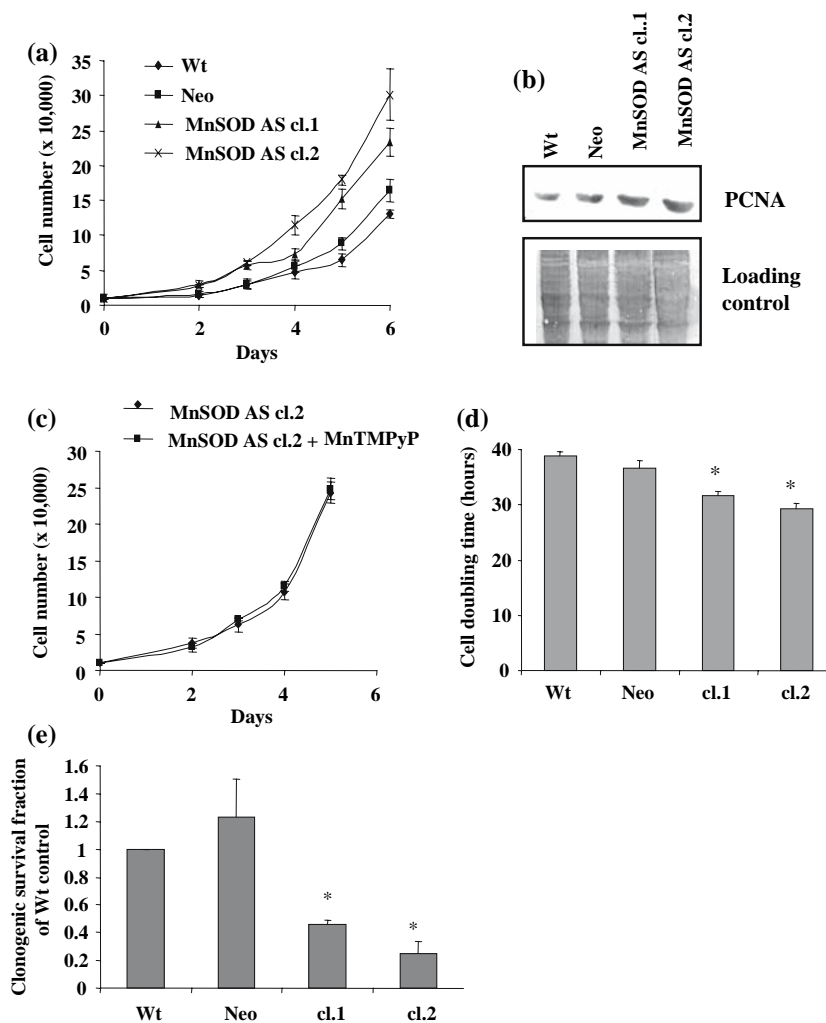 (a)
Wt
Neo
MnSOD AS cl.1
MnSOD AS cl.2
Cell number (x 10,000)
35
30
25
20
15
10
5
0
0 2 4 6
Days
(b)
Wt
Neo
MnSOD AS cl..1
MnSOD AS cl.2
PCNA
Loading
control
(c)
MnSOD AS cl.2
MnSOD AS cl.2 + MnTMPyP
Cell number (x 10,000)
30
25
20
15
10
5
0
0 2 4 6
Days
(d)
Cell doubling time (hours)
40
30
20
10
0
* *
Wt Neo cl.1 cl.2
(e)
Clonogenic survival fraction
of Wt control
1.6
1.4
1.2
1
0.8
0.6
0.4
0.2
0
* *
Wt Neo cl.1 cl.2